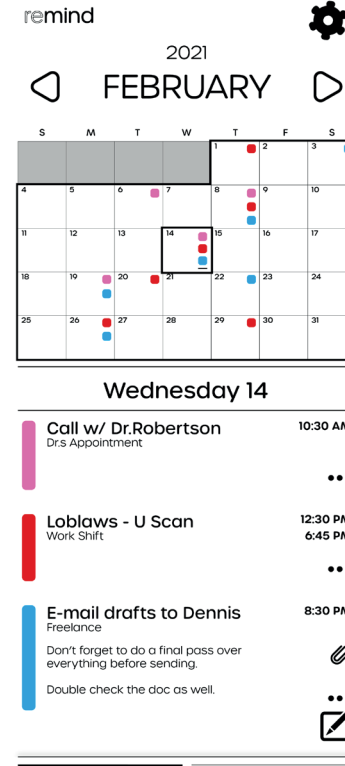 remind
2021
FEBRUARY
S M T W T F S
1 2 3
4 5 6 7 8 9 10
11 12 13 14 15 16 17
18 19 20 21 22 23 24
25 26 27 28 29 30 31
Wednesday 14
Call w/ Dr.Robertson 10:30 AM
Dr.s Appointment
Loblaws - U Scan 12:30 PM
Work Shift 6:45 PM
E-mail drafts to Dennis 8:30 PM
Freelance
Don't forget to do a final pass over
everything before sending.
Double check the doc as well.